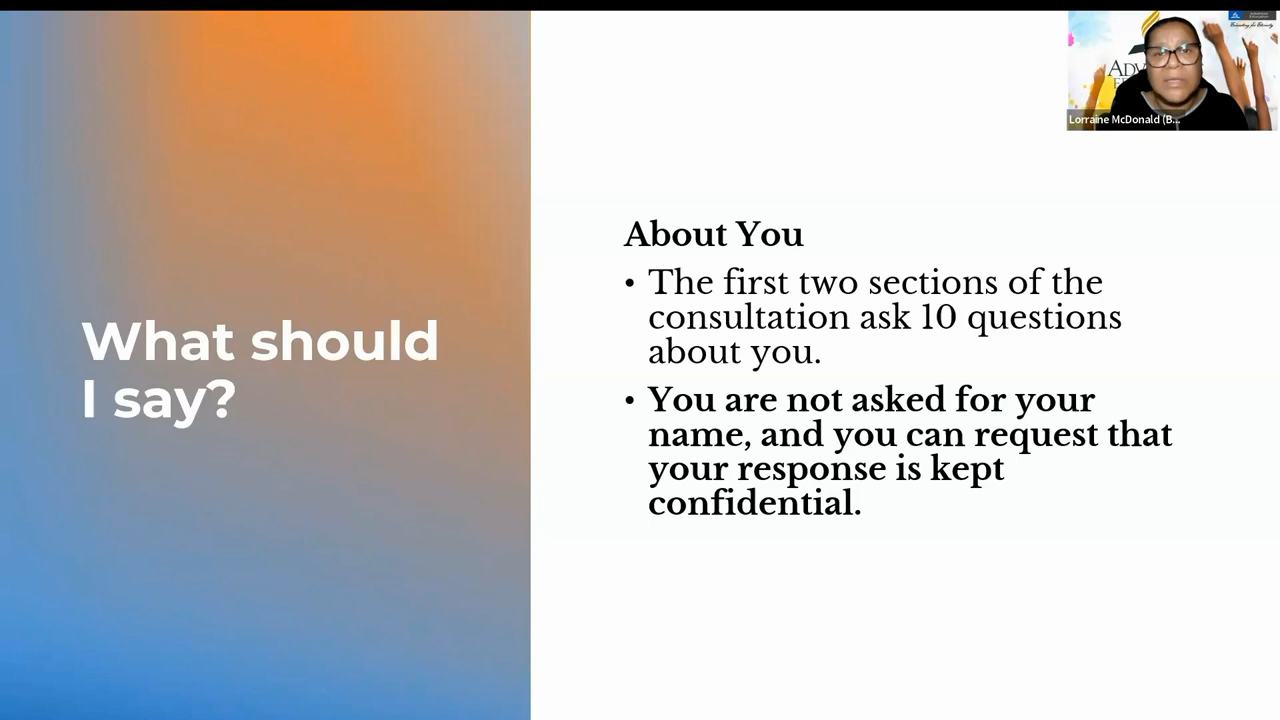 What should
I say?
About You
• The first two sections of the
consultation ask 10 questions
about you.
• You are not asked for your
name, and you can request that
your response is kept
confidential.
Lorraine McDonald (B...